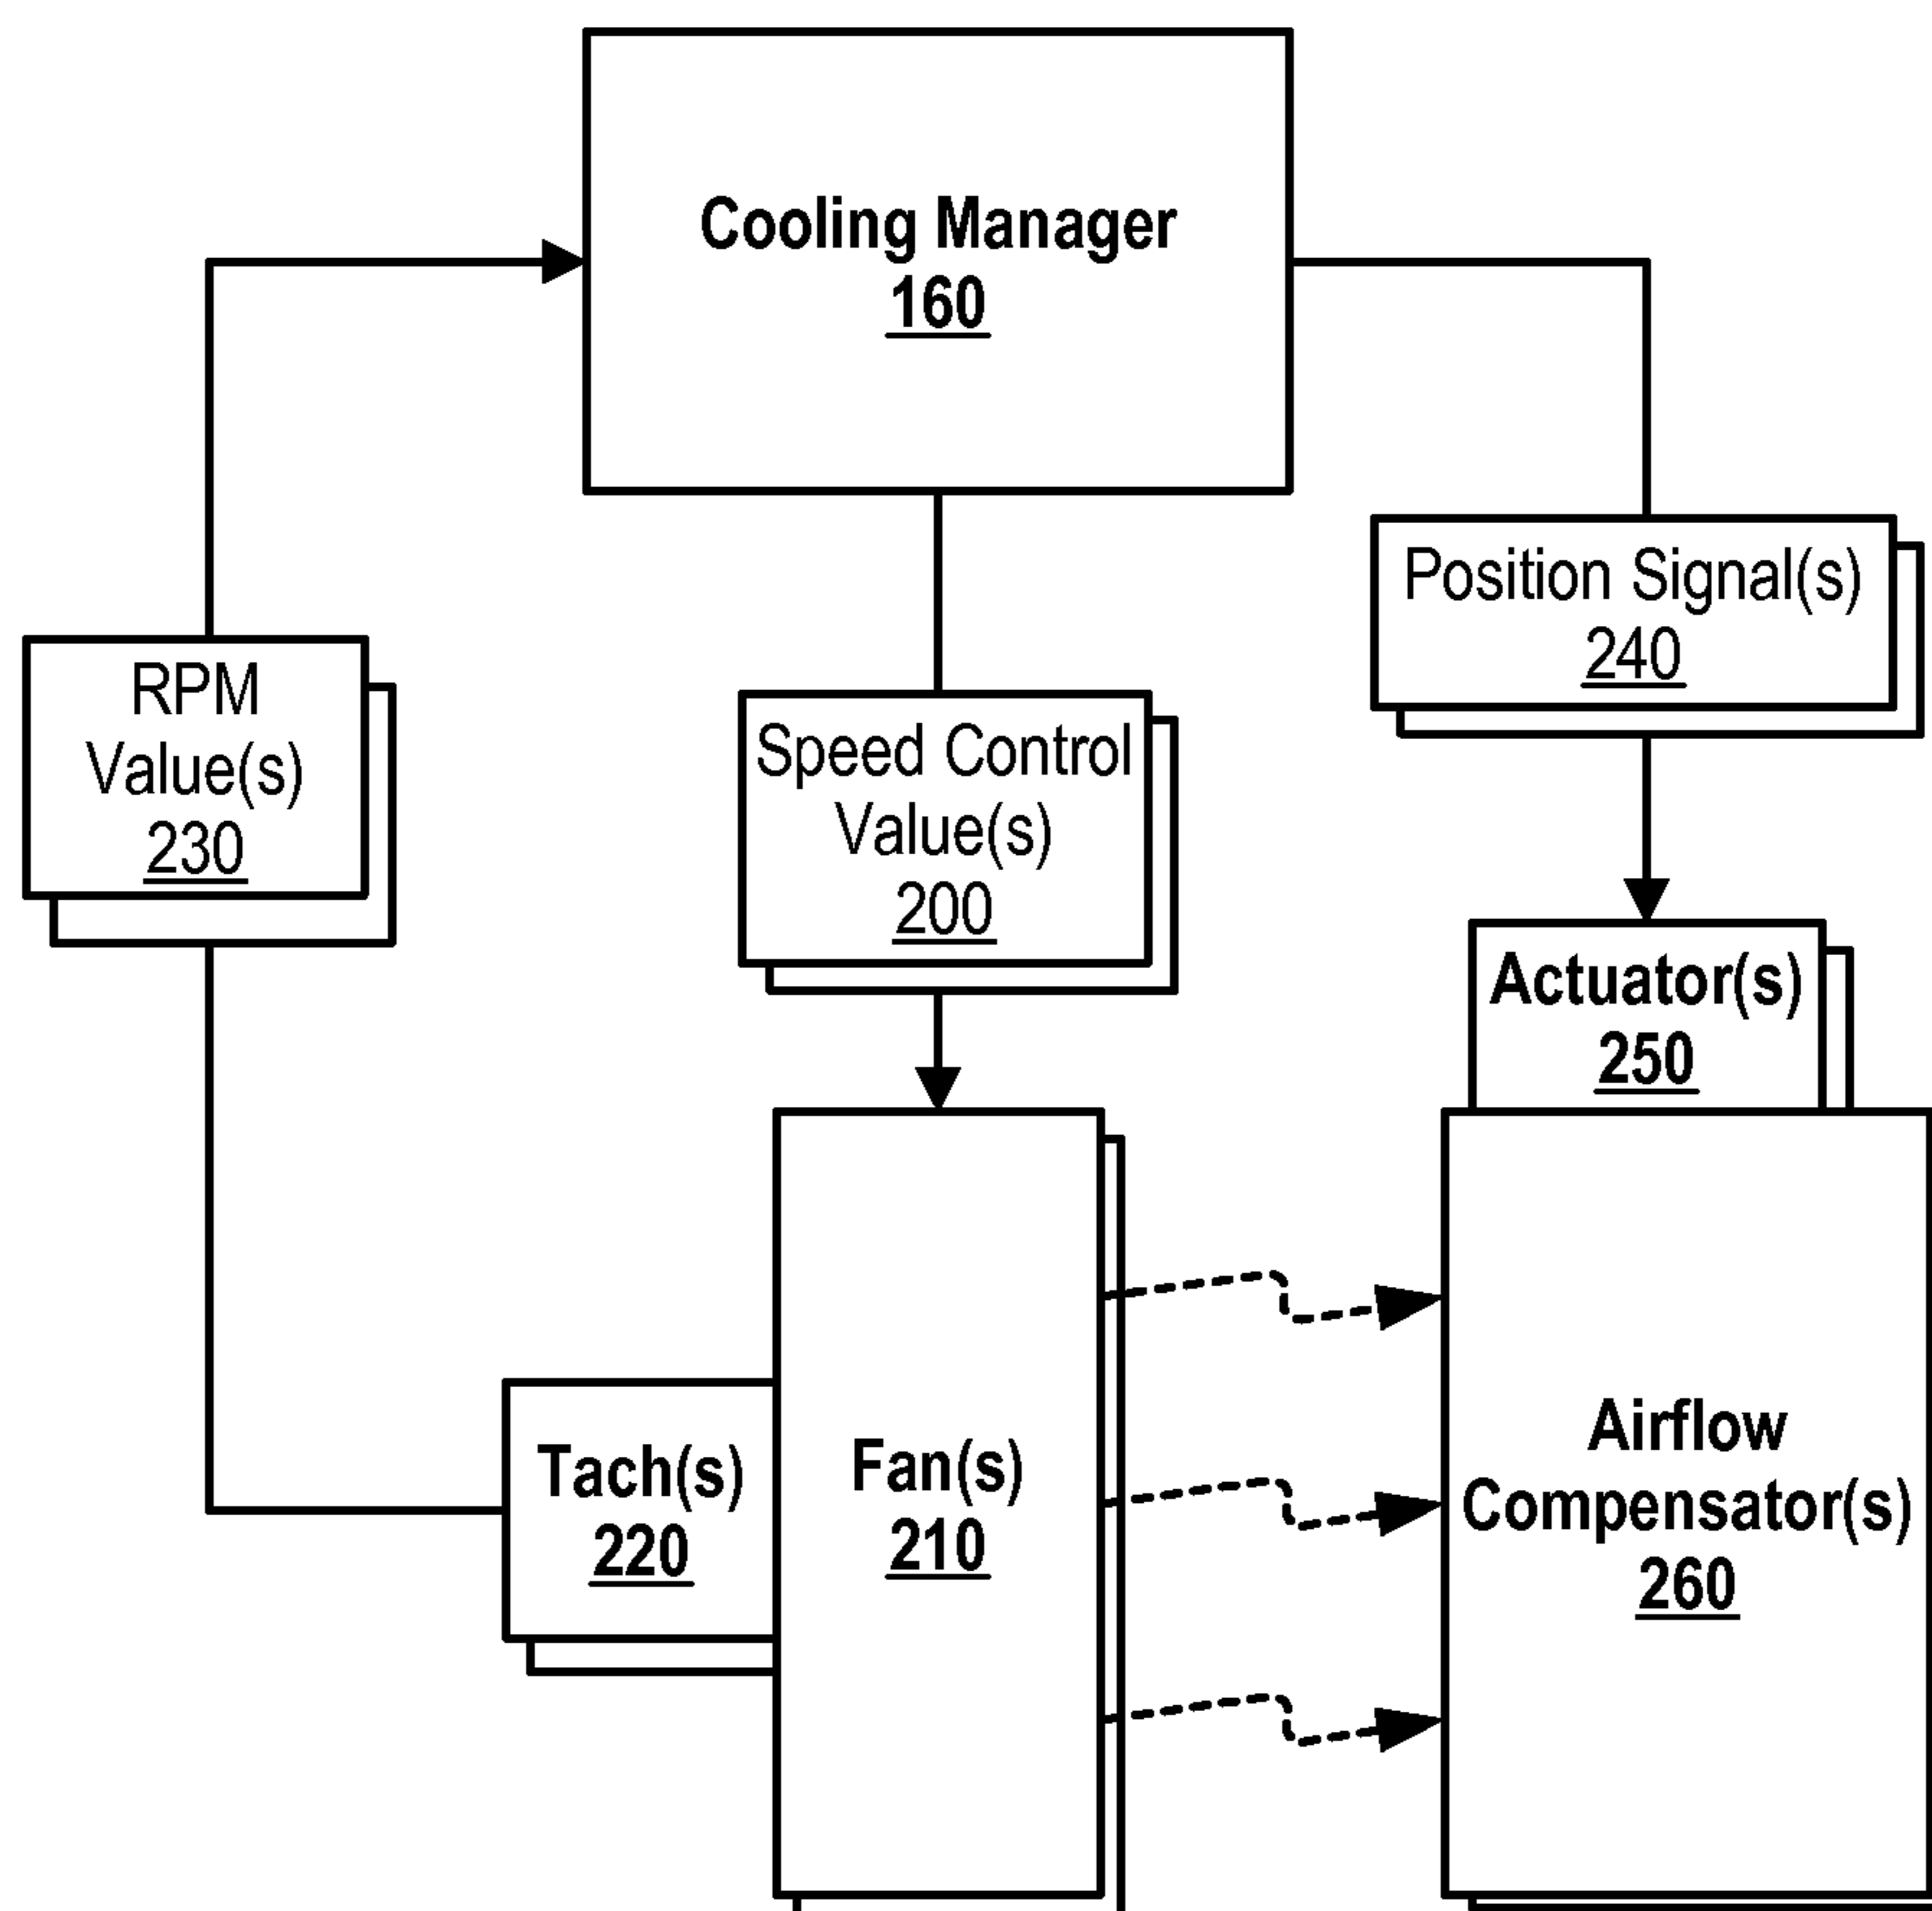 Cooling Manager
160
Position Signal(s)
240
RPM
Value(s)
230
Speed Control
Value(s)
200
Actuator(s)
250
Tach(s)
220
Fan(s)
210
Airflow
Compensator(s)
260